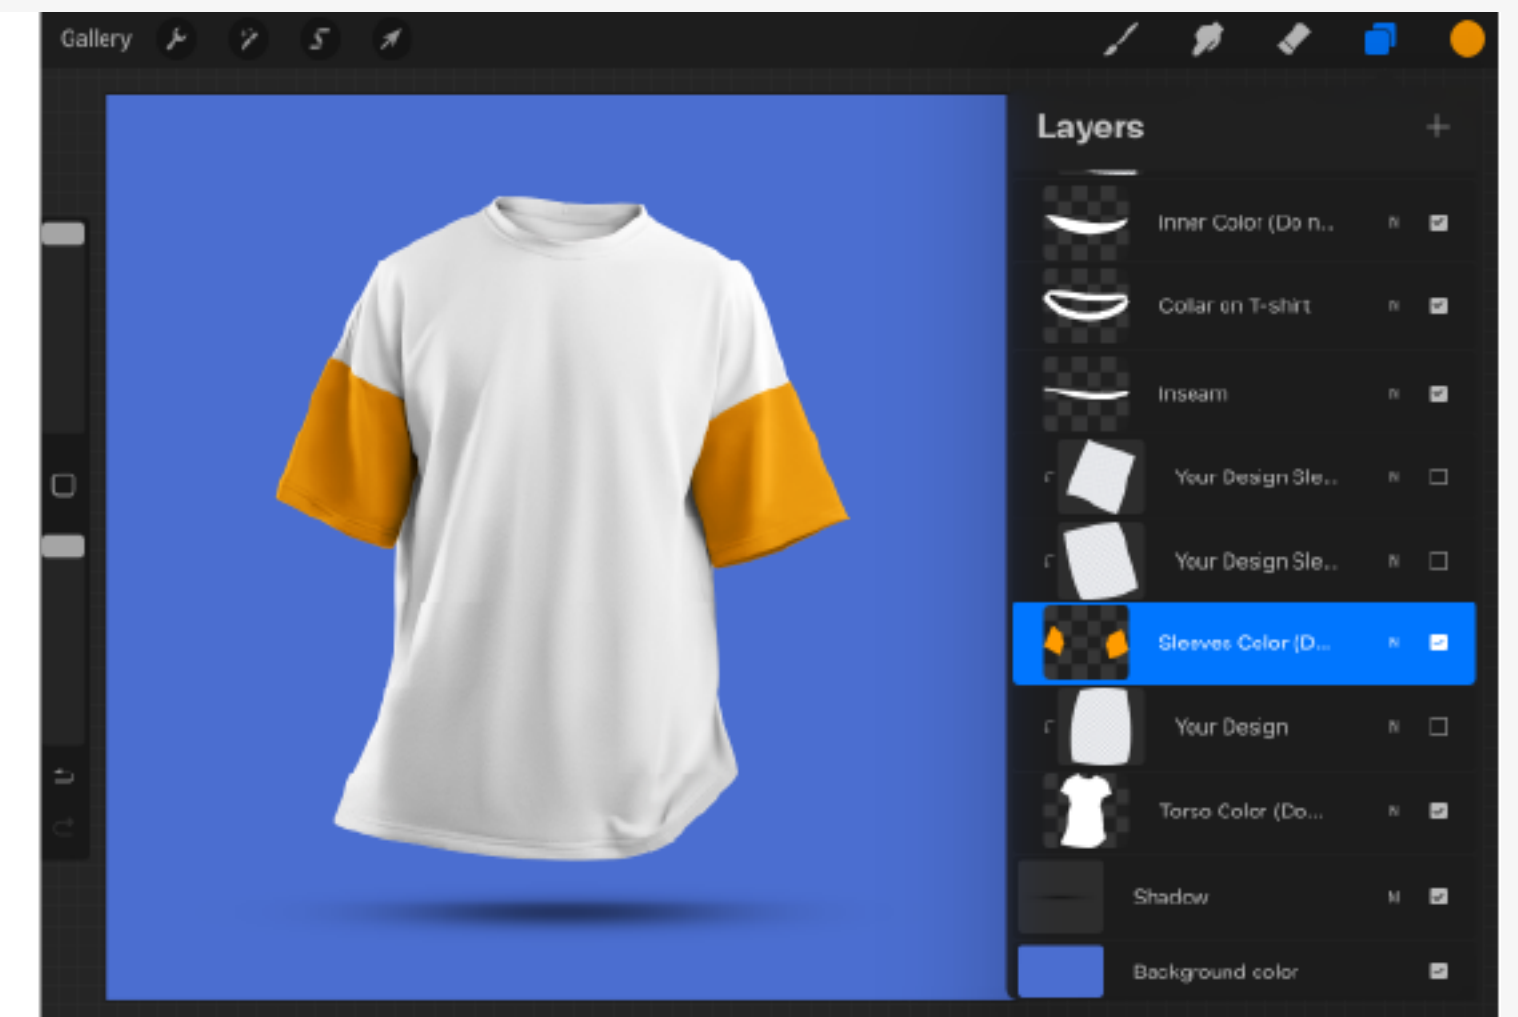 Gallery
Layers
Inner Color (Do n... N
Collar on T-shirt N
Inseam N
Your Design Sle... N
Your Design Sle... N
Sleeves Color (D... N
Your Design N
Torso Color (Do... N
Shadow M
Background color